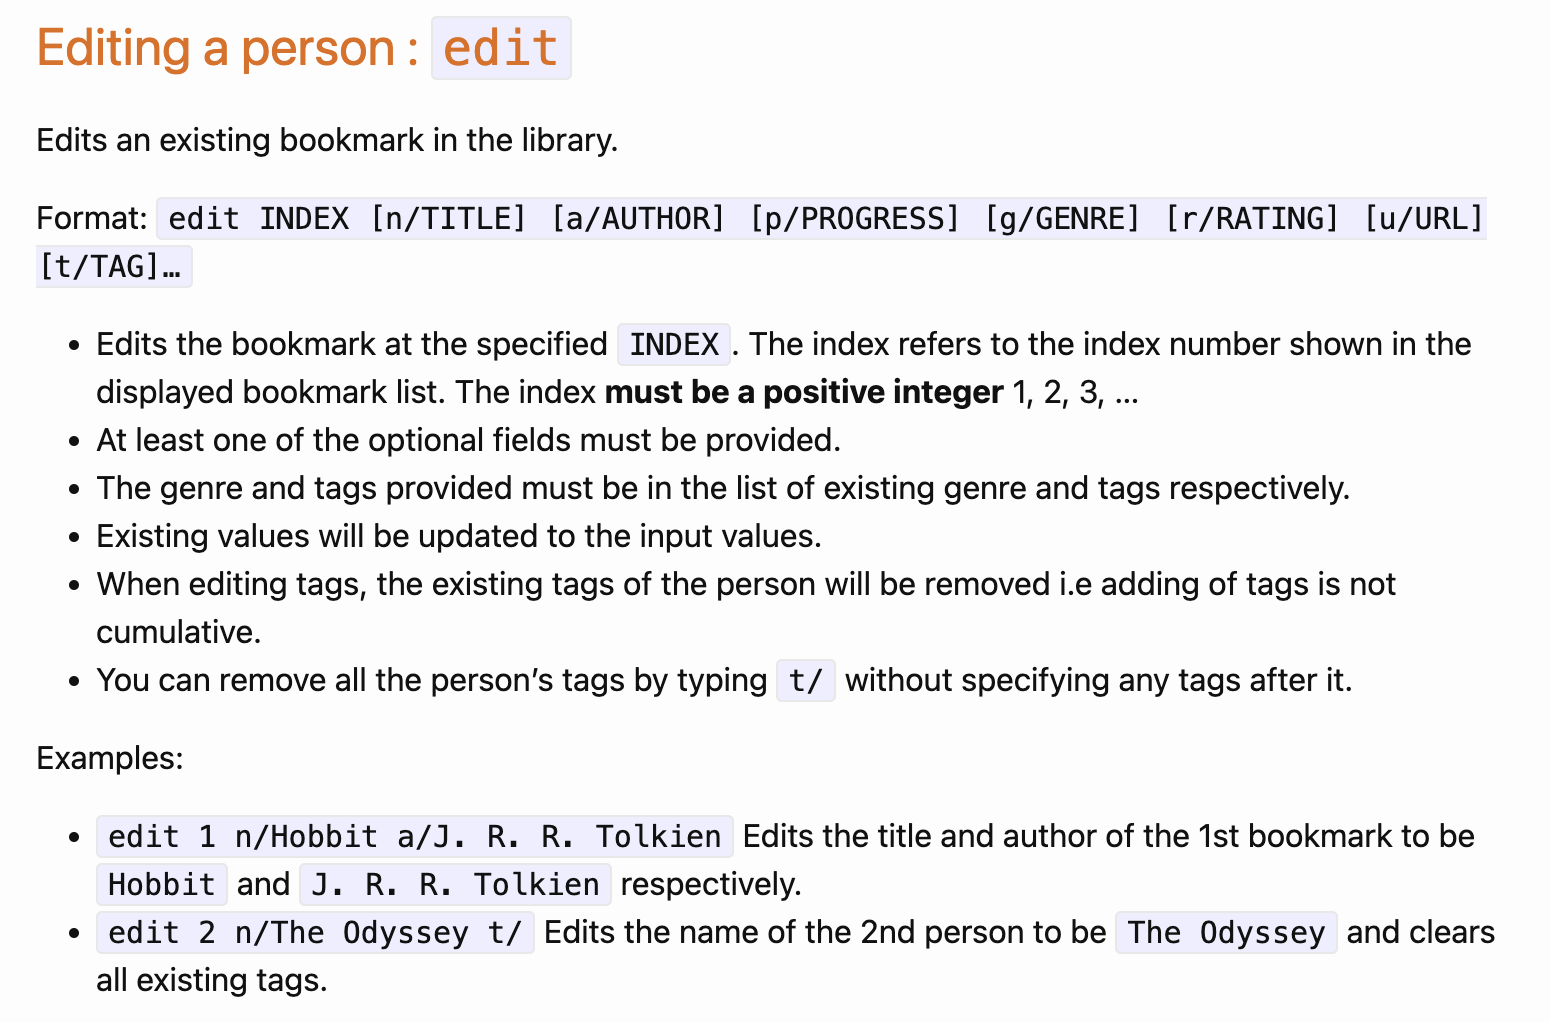 Editing a person : edit
Edits an existing bookmark in the library.
Format: edit INDEX [n/TITLE] [a/AUTHOR] [p/PROGRESS] [g/GENRE] [r/RATING] [u/URL]
[t/TAG]…
• Edits the bookmark at the specified INDEX. The index refers to the index number shown in the
displayed bookmark list. The index must be a positive integer 1, 2, 3, …
• At least one of the optional fields must be provided.
• The genre and tags provided must be in the list of existing genre and tags respectively.
• Existing values will be updated to the input values.
• When editing tags, the existing tags of the person will be removed i.e adding of tags is not
cumulative.
• You can remove all the person’s tags by typing t/ without specifying any tags after it.
Examples:
• edit 1 n/Hobbit a/J. R. R. Tolkien Edits the title and author of the 1st bookmark to be
Hobbit and J. R. R. Tolkien respectively.
• edit 2 n/The Odyssey t/ Edits the name of the 2nd person to be The Odyssey and clears
all existing tags.